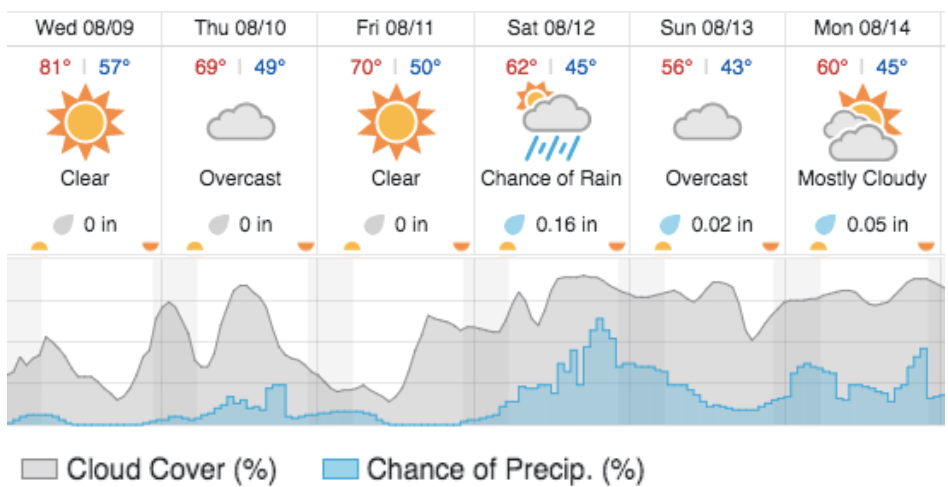 Wed 08/09 Thu 08/10 Fri 08/11 Sat 08/12 Sun 08/13 Mon 08/14
81° | 57° 69° | 49° 70° | 50° 62° | 45° 56° | 43° 60° | 45°
Clear Overcast Clear Chance of Rain Overcast Mostly Cloudy
0 in 0 in 0 in 0.16 in 0.02 in 0.05 in
Cloud Cover (%) Chance of Precip. (%)